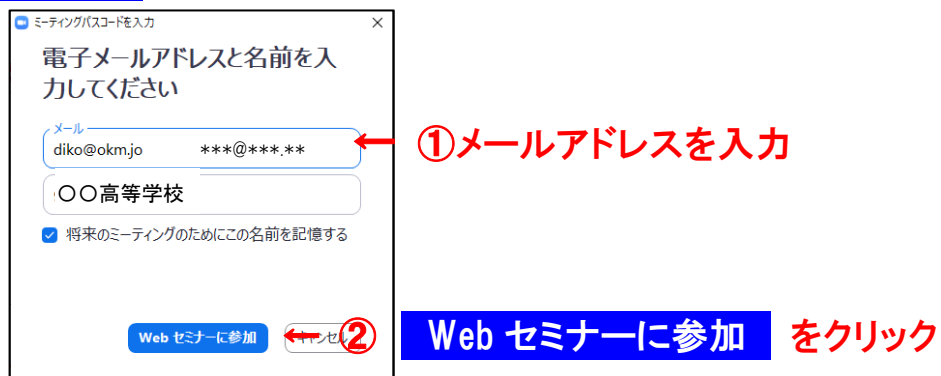 ミーティングパスコードを入力
電子メールアドレスと名前を入
力してください
メール
diko@okm.jo ***@***.**
〇〇高等学校
将来のミーティングのためにこの名前を記憶する
Web セミナーに参加 キャンセル
①メールアドレスを入力
② Web セミナーに参加 をクリック